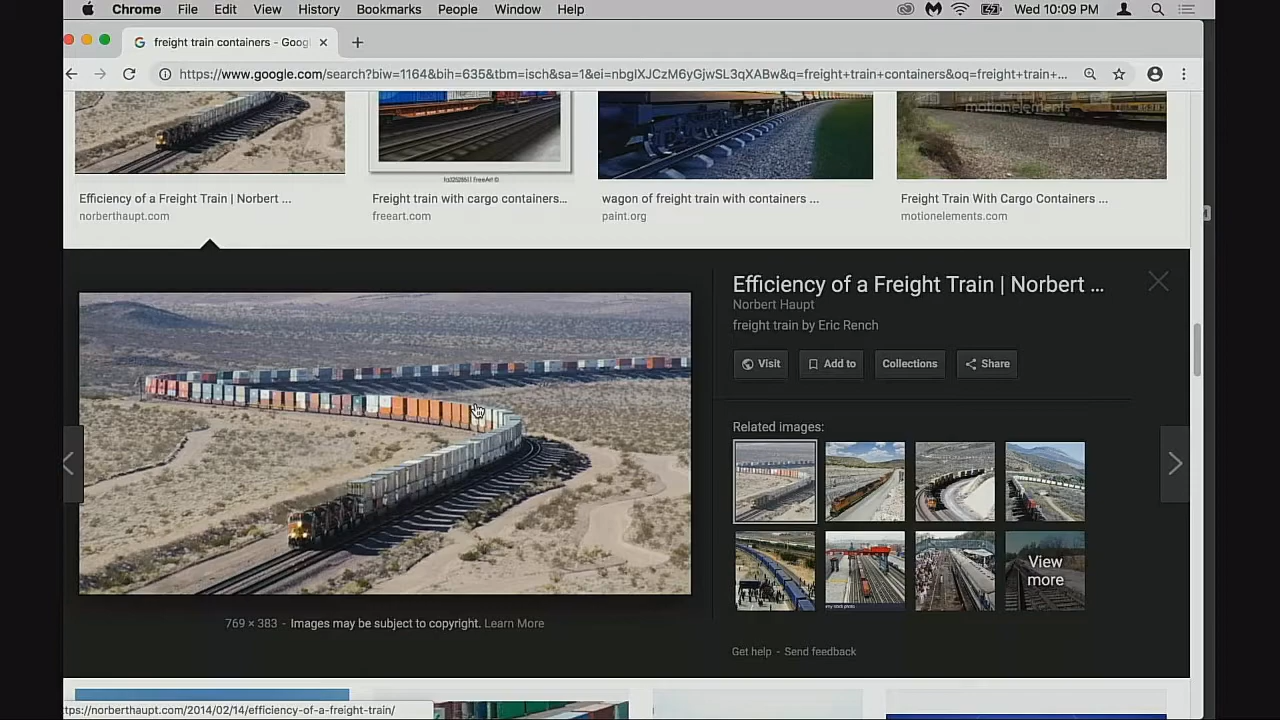 Chrome File Edit View History Bookmarks People Window Help Wed 10:09 PM
freight train containers - Goog
https://www.google.com/search?biw=1164&bih=635&tbm=isch&sa=1&ei=nbgIXJCzM6yGjwSL3qXABw&q=freight+train+containers&oq=freight+train+...
motionelements
fa32528511 FreeArt ©
Efficiency of a Freight Train | Norbert ...
norberthaupt.com
Freight train with cargo containers...
freeart.com
wagon of freight train with containers ...
paint.org
Freight Train With Cargo Containers ...
motionelements.com
Efficiency of a Freight Train | Norbert ...
Norbert Haupt
freight train by Eric Rench
Visit Add to Collections Share
Related images:
View more
769 × 383 - Images may be subject to copyright. Learn More
Get help - Send feedback
tps://norberthaupt.com/2014/02/14/efficiency-of-a-freight-train/